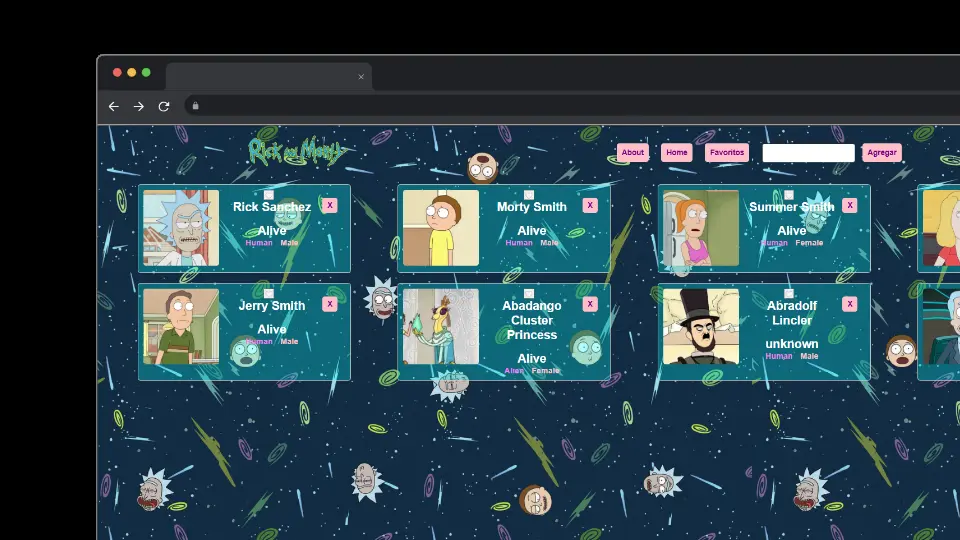 Rick and Morty
About
Home
Favoritos
Agregar
Rick Sanchez
X
Alive
Human Male
Morty Smith
X
Alive
Human Male
Summer Smith
X
Alive
Human Female
Jerry Smith
X
Alive
Human Male
Abadango
Cluster
Princess
X
Alive
Alien Female
Abradolf
Lincler
X
unknown
Human Male